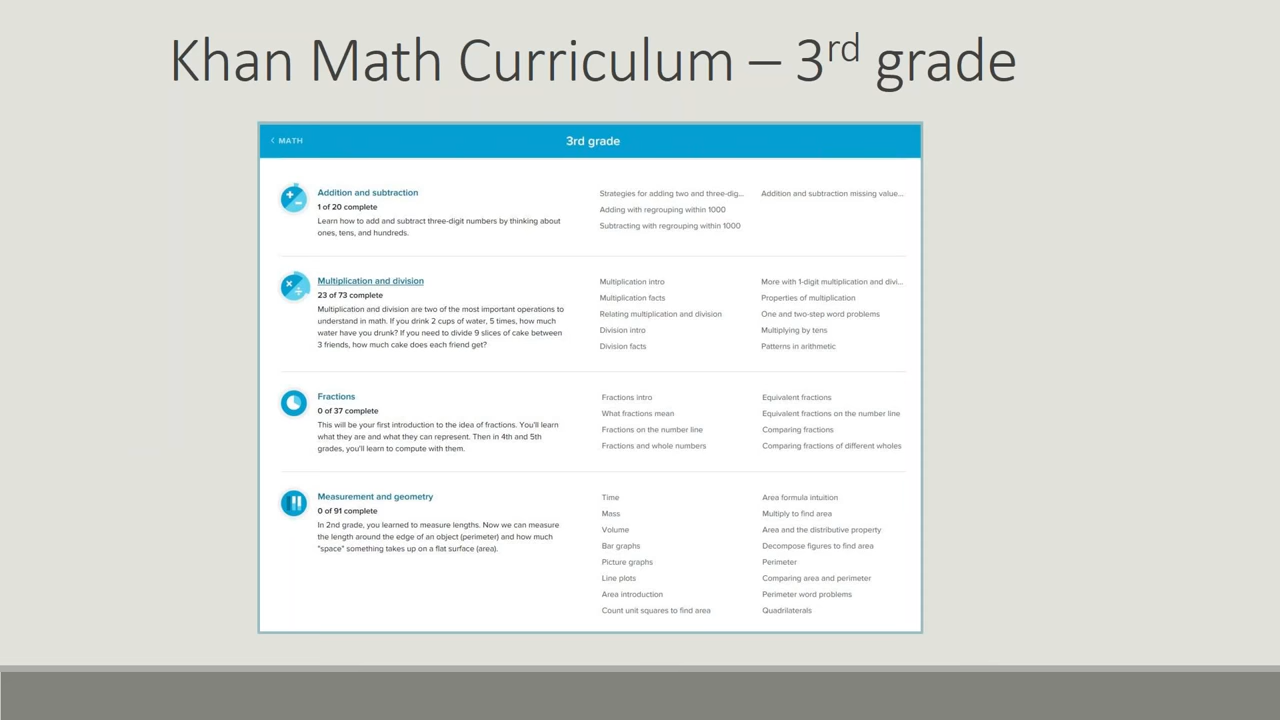 Khan Math Curriculum – 3rd grade
< MATH
3rd grade
Addition and subtraction
1 of 20 complete
Learn how to add and subtract three-digit numbers by thinking about
ones, tens, and hundreds.
Strategies for adding two and three-dig...
Adding with regrouping within 1000
Subtracting with regrouping within 1000
Addition and subtraction missing value...
Multiplication and division
23 of 73 complete
Multiplication and division are two of the most important operations to
understand in math. If you drink 2 cups of water, 5 times, how much
water have you drunk? If you need to divide 9 slices of cake between
3 friends, how much cake does each friend get?
Multiplication intro
Multiplication facts
Relating multiplication and division
Division intro
Division facts
More with 1-digit multiplication and divi...
Properties of multiplication
One and two-step word problems
Multiplying by tens
Patterns in arithmetic
Fractions
0 of 37 complete
This will be your first introduction to the idea of fractions. You'll learn
what they are and what they can represent. Then in 4th and 5th
grades, you'll learn to compute with them.
Fractions intro
What fractions mean
Fractions on the number line
Fractions and whole numbers
Equivalent fractions
Equivalent fractions on the number line
Comparing fractions
Comparing fractions of different wholes
Measurement and geometry
0 of 91 complete
In 2nd grade, you learned to measure lengths. Now we can measure
the length around the edge of an object (perimeter) and how much
"space" something takes up on a flat surface (area).
Time
Mass
Volume
Bar graphs
Picture graphs
Line plots
Area introduction
Count unit squares to find area
Area formula intuition
Multiply to find area
Area and the distributive property
Decompose figures to find area
Perimeter
Comparing area and perimeter
Perimeter word problems
Quadrilaterals